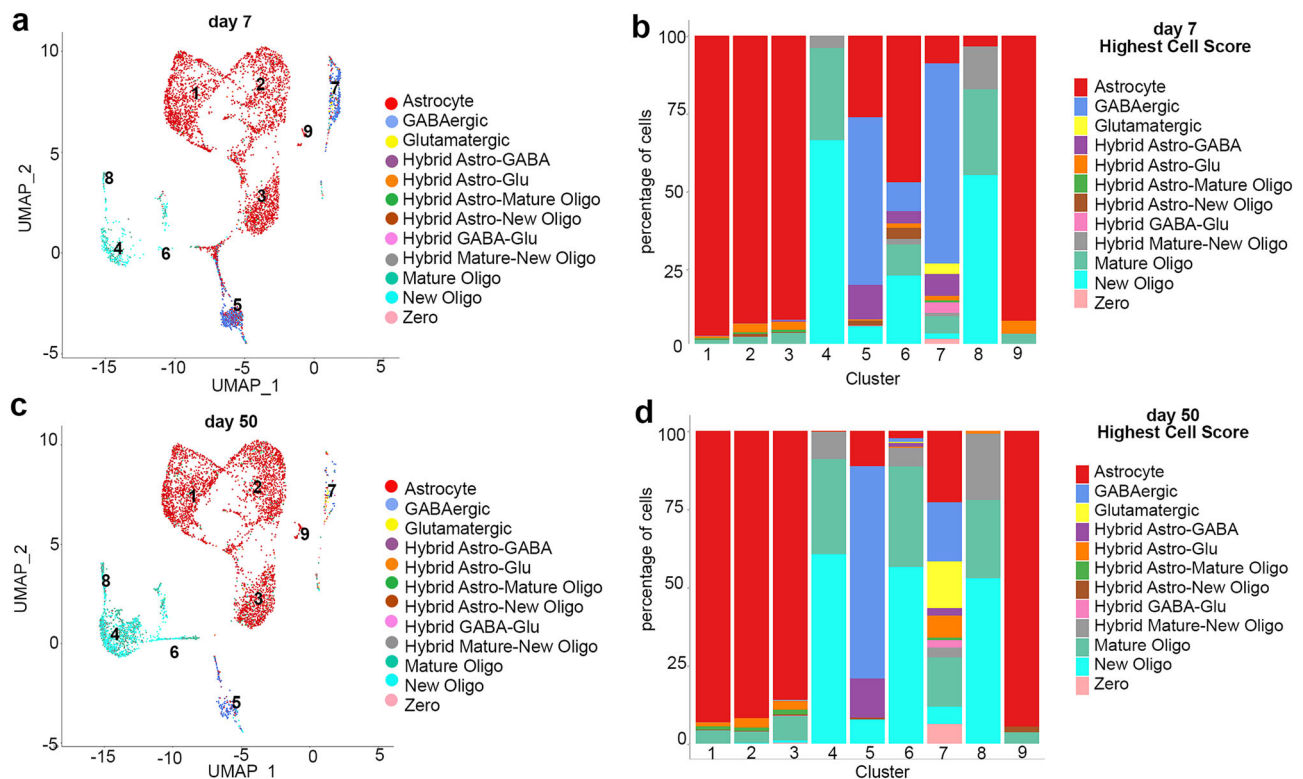 a
day 7
10
5
0
-5
UMAP_2
-15
-10
-5
0
5
UMAP_1
1
2
3
4
5
6
7
8
9
Astrocyte
GABAergic
Glutamatergic
Hybrid Astro-GABA
Hybrid Astro-Glu
Hybrid Astro-Mature Oligo
Hybrid Astro-New Oligo
Hybrid GABA-Glu
Hybrid Mature-New Oligo
Mature Oligo
New Oligo
Zero
b
100
75
50
25
0
percentage of cells
1 2 3 4 5 6 7 8 9
Cluster
day 7
Highest Cell Score
Astrocyte
GABAergic
Glutamatergic
Hybrid Astro-GABA
Hybrid Astro-Glu
Hybrid Astro-Mature Oligo
Hybrid Astro-New Oligo
Hybrid GABA-Glu
Hybrid Mature-New Oligo
Mature Oligo
New Oligo
Zero
c
day 50
10
5
0
-5
UMAP_2
-15
-10
-5
0
5
UMAP_1
1
2
3
4
5
6
7
8
9
Astrocyte
GABAergic
Glutamatergic
Hybrid Astro-GABA
Hybrid Astro-Glu
Hybrid Astro-Mature Oligo
Hybrid Astro-New Oligo
Hybrid GABA-Glu
Hybrid Mature-New Oligo
Mature Oligo
New Oligo
Zero
d
100
75
50
25
0
percentage of cells
1 2 3 4 5 6 7 8 9
Cluster
day 50
Highest Cell Score
Astrocyte
GABAergic
Glutamatergic
Hybrid Astro-GABA
Hybrid Astro-Glu
Hybrid Astro-Mature Oligo
Hybrid Astro-New Oligo
Hybrid GABA-Glu
Hybrid Mature-New Oligo
Mature Oligo
New Oligo
Zero